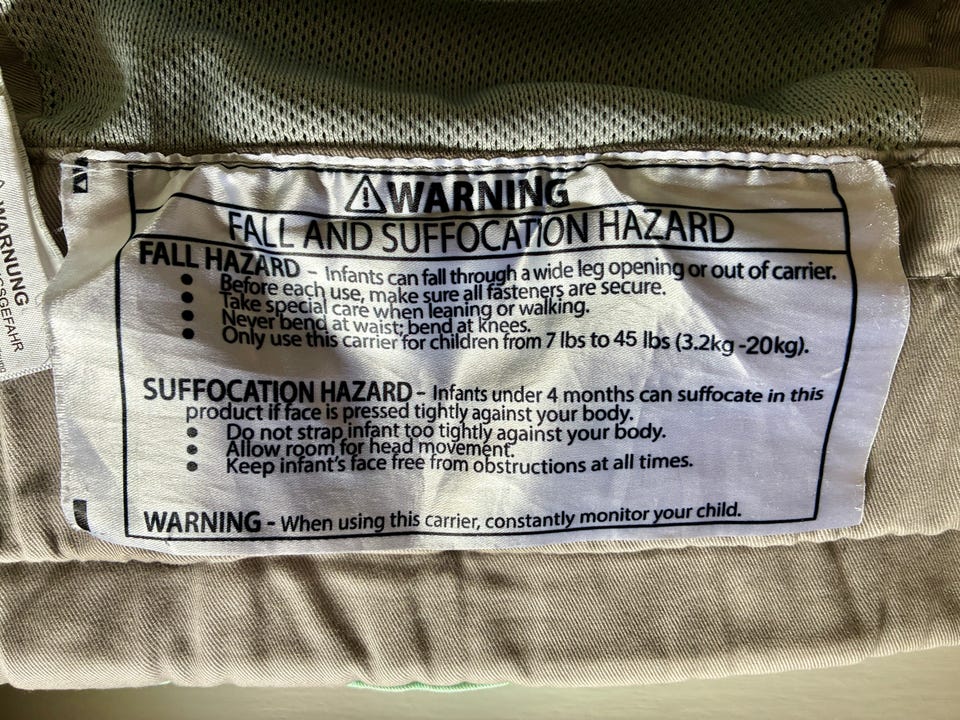 ⚠WARNING
FALL AND SUFFOCATION HAZARD
FALL HAZARD – Infants can fall through a wide leg opening or out of carrier.
• Before each use, make sure all fasteners are secure.
• Take special care when leaning or walking.
• Never bend at waist; bend at knees.
• Only use this carrier for children from 7 lbs to 45 lbs (3.2kg -20kg).
SUFFOCATION HAZARD – Infants under 4 months can suffocate in this
product if face is pressed tightly against your body.
• Do not strap infant too tightly against your body.
• Allow room for head movement.
• Keep infant's face free from obstructions at all times.
WARNING - When using this carrier, constantly monitor your child.
WARNUNG